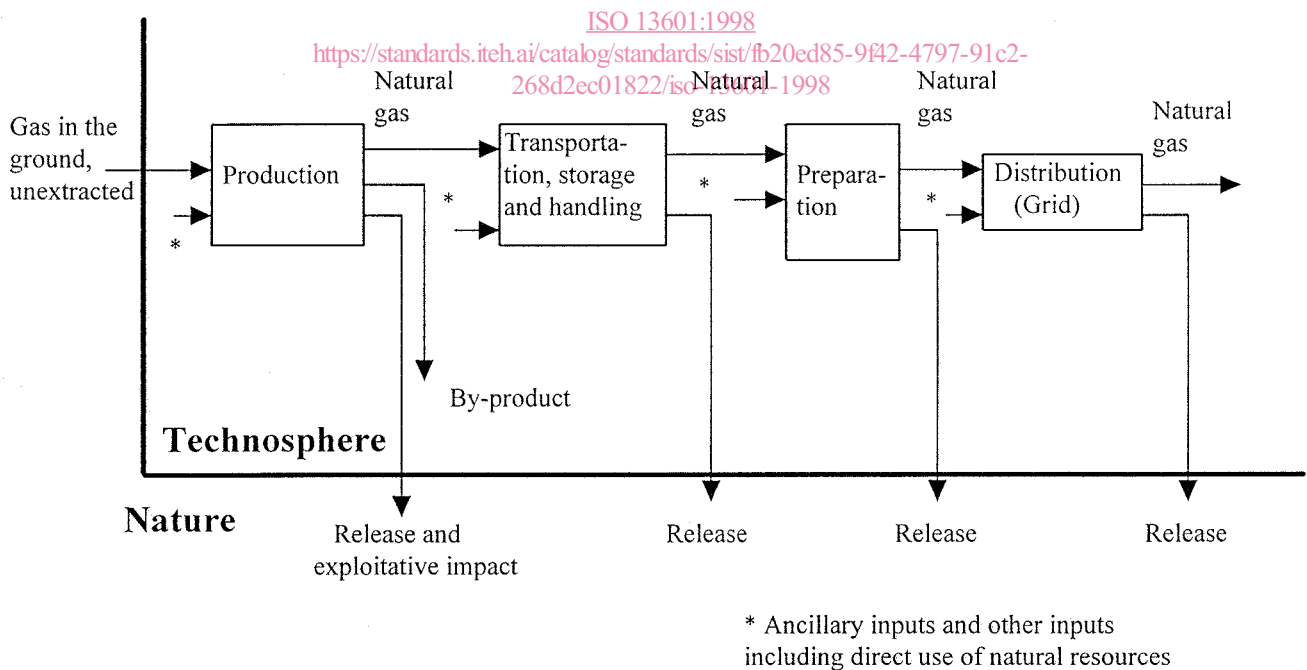 ISO 13601:1998
https://standards.iteh.ai/catalog/standards/sist/fb20ed85-9f42-4797-91c2-
268d2ec01822/iso-13601-1998
Natural
gas
Natural
gas
Natural
gas
Natural
gas
Gas in the
ground,
unextracted
Production
Transporta-
tion, storage
and handling
Prepara-
tion
Distribution
(Grid)
*
*
*
*
By-product
Technosphere
Nature
Release and
exploitative impact
Release
Release
Release
* Ancillary inputs and other inputs
including direct use of natural resources